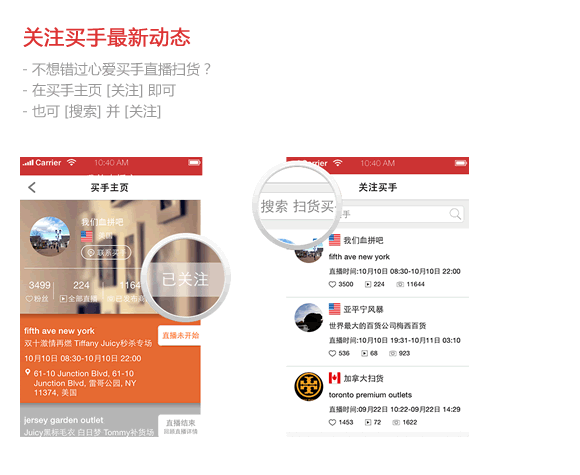 关注买手最新动态
- 不想错过心爱买手直播扫货？
- 在买手主页 [关注] 即可
- 也可 [搜索] 并 [关注]
Carrier
10:40 AM
买手主页
我们血拼吧
美国
联系买手
已关注
3499
224
1164
粉丝
全部直播
fifth ave new york
直播未开始
双十激情再燃 Tiffany Juicy秒杀专场
10月10日 08:30-10月10日 22:00
61-10 Junction Blvd, 61-10
Junction Blvd, 雷哥公园, NY
11374, 美国
jersey garden outlet
直播结束
Juicy黑标毛衣 白日梦 Tommy补货场
回顾直播详情
Carrier
10:40 AM
关注买手
搜索 扫货买
手
我们血拼吧
fifth ave new york
直播时间:10月10日 08:30-10月10日 22:00
3500 224 11644
亚平宁风暴
世界最大的百货公司梅西百货
直播时间:10月10日 19:31-10月11日 03:10
536 68 923
加拿大扫货
toronto premium outlets
直播时间:09月22日 10:22-09月22日 14:29
1453 72 1622